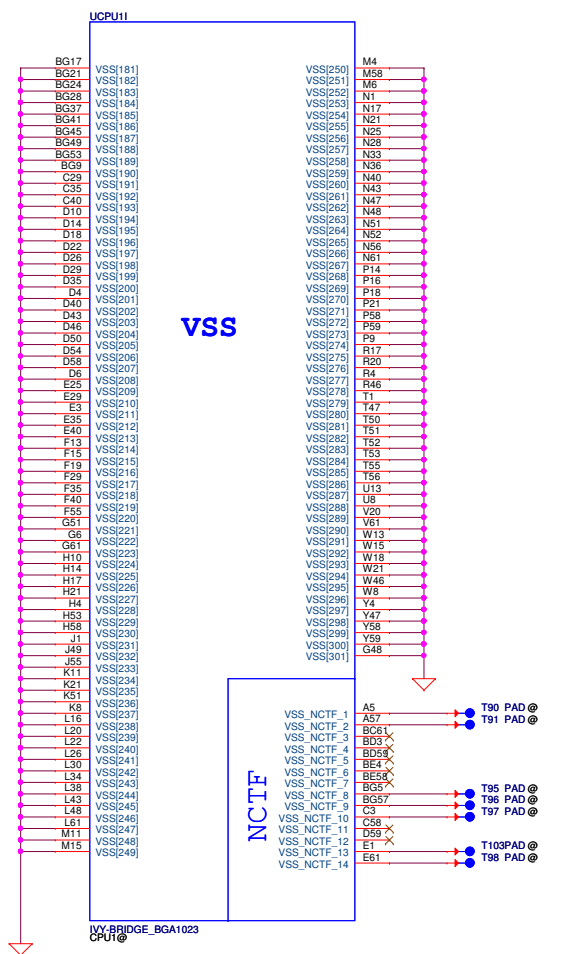 UCPU1I
BG17 VSS[181]
BG21 VSS[182]
BG24 VSS[183]
BG28 VSS[184]
BG37 VSS[185]
BG41 VSS[186]
BG45 VSS[187]
BG49 VSS[188]
BG53 VSS[189]
BG9 VSS[190]
C29 VSS[191]
C35 VSS[192]
C40 VSS[193]
D10 VSS[194]
D14 VSS[195]
D18 VSS[196]
D22 VSS[197]
D26 VSS[198]
D29 VSS[199]
D35 VSS[200]
D4 VSS[201]
D40 VSS[202]
D43 VSS[203]
D46 VSS[204]
D50 VSS[205]
D54 VSS[206]
D58 VSS[207]
D6 VSS[208]
E25 VSS[209]
E29 VSS[210]
E3 VSS[211]
E35 VSS[212]
E40 VSS[213]
F13 VSS[214]
F15 VSS[215]
F19 VSS[216]
F29 VSS[217]
F35 VSS[218]
F40 VSS[219]
F55 VSS[220]
G51 VSS[221]
G6 VSS[222]
G61 VSS[223]
H10 VSS[224]
H14 VSS[225]
H17 VSS[226]
H21 VSS[227]
H4 VSS[228]
H53 VSS[229]
H58 VSS[230]
J1 VSS[231]
J49 VSS[232]
J55 VSS[233]
K11 VSS[234]
K21 VSS[235]
K51 VSS[236]
K8 VSS[237]
L16 VSS[238]
L20 VSS[239]
L22 VSS[240]
L26 VSS[241]
L30 VSS[242]
L34 VSS[243]
L38 VSS[244]
L43 VSS[245]
L48 VSS[246]
L61 VSS[247]
M11 VSS[248]
M15 VSS[249]
VSS
VSS[250] M4
VSS[251] M58
VSS[252] M6
VSS[253] N1
VSS[254] N17
VSS[255] N21
VSS[256] N25
VSS[257] N28
VSS[258] N33
VSS[259] N36
VSS[260] N40
VSS[261] N43
VSS[262] N47
VSS[263] N48
VSS[264] N51
VSS[265] N52
VSS[266] N56
VSS[267] N61
VSS[268] P14
VSS[269] P16
VSS[270] P18
VSS[271] P21
VSS[272] P58
VSS[273] P59
VSS[274] P9
VSS[275] R17
VSS[276] R20
VSS[277] R4
VSS[278] R46
VSS[279] T1
VSS[280] T47
VSS[281] T50
VSS[282] T51
VSS[283] T52
VSS[284] T53
VSS[285] T55
VSS[286] T56
VSS[287] U13
VSS[288] U8
VSS[289] V20
VSS[290] V61
VSS[291] W13
VSS[292] W15
VSS[293] W18
VSS[294] W21
VSS[295] W46
VSS[296] W8
VSS[297] Y4
VSS[298] Y47
VSS[299] Y58
VSS[300] Y59
VSS[301] G48
NCTF
VSS_NCTF_1 A5 T90 PAD @
VSS_NCTF_2 A57 T91 PAD @
VSS_NCTF_3 BC61
VSS_NCTF_4 BD3
VSS_NCTF_5 BD59
VSS_NCTF_6 BE4
VSS_NCTF_7 BE58
VSS_NCTF_8 BG5 T95 PAD @
VSS_NCTF_9 BG57 T96 PAD @
VSS_NCTF_10 C3 T97 PAD @
VSS_NCTF_11 C58
VSS_NCTF_12 D59
VSS_NCTF_13 E1 T103PAD @
VSS_NCTF_14 E61 T98 PAD @
IVY-BRIDGE_BGA1023
CPU1@